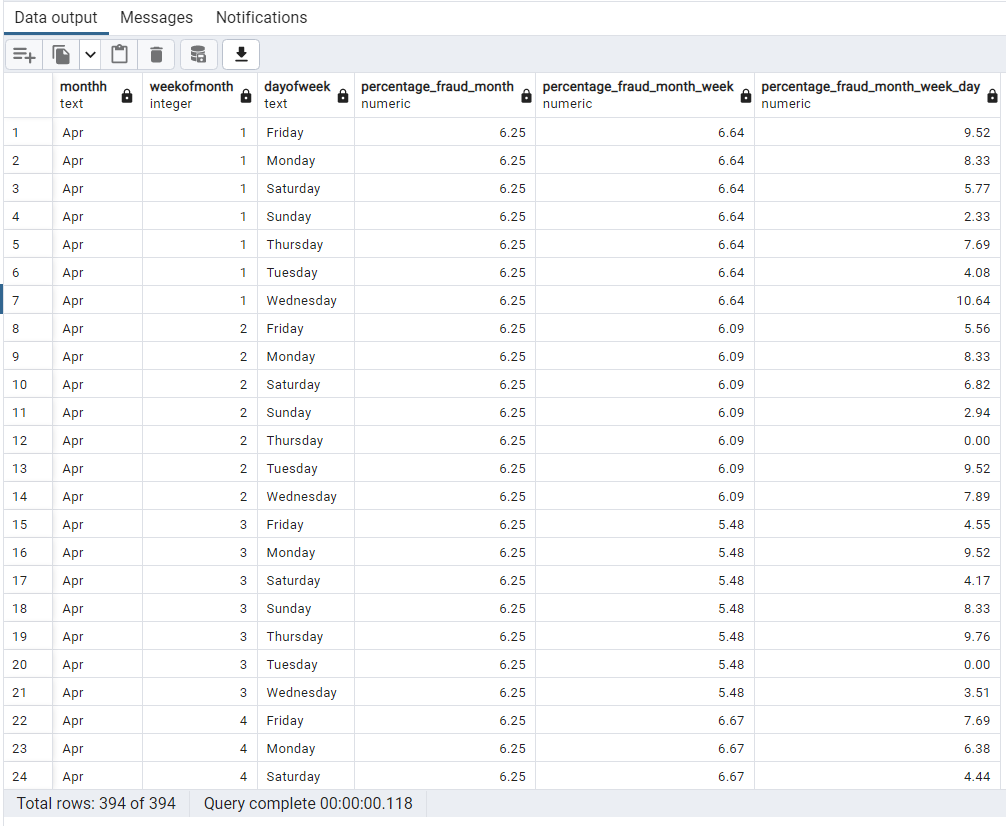 Data output Messages Notifications
monthh weekofmonth dayofweek percentage_fraud_month percentage_fraud_month_week percentage_fraud_month_week_day
text integer text numeric numeric numeric
1 Apr 1 Friday 6.25 6.64 9.52
2 Apr 1 Monday 6.25 6.64 8.33
3 Apr 1 Saturday 6.25 6.64 5.77
4 Apr 1 Sunday 6.25 6.64 2.33
5 Apr 1 Thursday 6.25 6.64 7.69
6 Apr 1 Tuesday 6.25 6.64 4.08
7 Apr 1 Wednesday 6.25 6.64 10.64
8 Apr 2 Friday 6.25 6.09 5.56
9 Apr 2 Monday 6.25 6.09 8.33
10 Apr 2 Saturday 6.25 6.09 6.82
11 Apr 2 Sunday 6.25 6.09 2.94
12 Apr 2 Thursday 6.25 6.09 0.00
13 Apr 2 Tuesday 6.25 6.09 9.52
14 Apr 2 Wednesday 6.25 6.09 7.89
15 Apr 3 Friday 6.25 5.48 4.55
16 Apr 3 Monday 6.25 5.48 9.52
17 Apr 3 Saturday 6.25 5.48 4.17
18 Apr 3 Sunday 6.25 5.48 8.33
19 Apr 3 Thursday 6.25 5.48 9.76
20 Apr 3 Tuesday 6.25 5.48 0.00
21 Apr 3 Wednesday 6.25 5.48 3.51
22 Apr 4 Friday 6.25 6.67 7.69
23 Apr 4 Monday 6.25 6.67 6.38
24 Apr 4 Saturday 6.25 6.67 4.44
Total rows: 394 of 394 Query complete 00:00:00.118